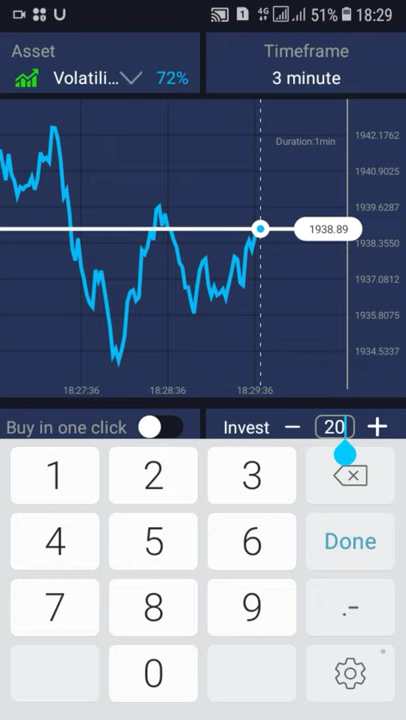 4G 1 51% 18:29
Asset
Volatili... 72%
Timeframe
3 minute
Duration:1min
1942.1762
1940.9025
1939.6287
1938.89
1938.3550
1937.0812
1935.8075
1934.5337
18:27:36 18:28:36 18:29:36
Buy in one click
Invest − 20 +
1 2 3
4 5 6 Done
7 8 9 .-
0